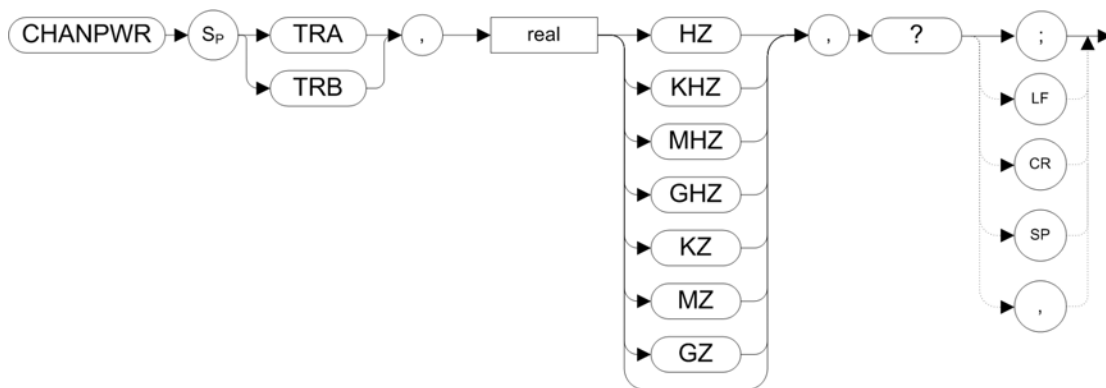 CHANPWR SP TRA , real HZ , ? ;
TRB KHZ LF
MHZ CR
GHZ
KZ SP
MZ
GZ ,